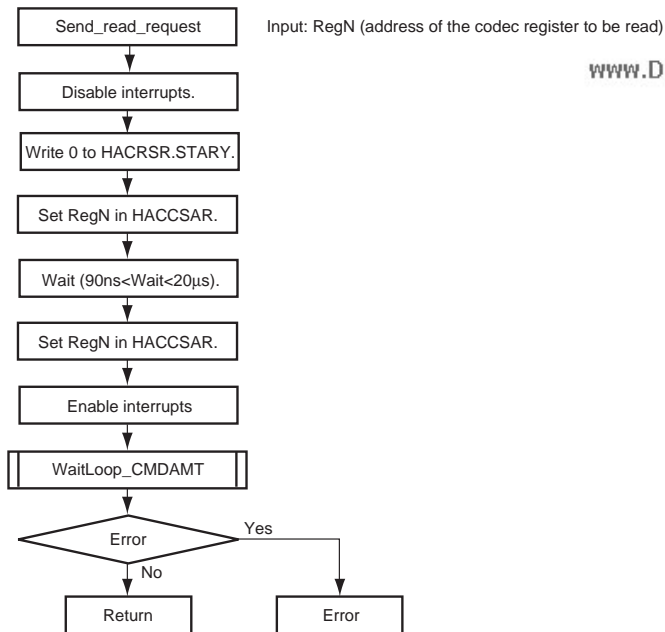 Send_read_request
Input: RegN (address of the codec register to be read)
www.D
Disable interrupts.
Write 0 to HACRSR.STARY.
Set RegN in HACCSAR.
Wait (90ns<Wait<20μs).
Set RegN in HACCSAR.
Enable interrupts
WaitLoop_CMDAMT
Error
Yes
No
Return
Error